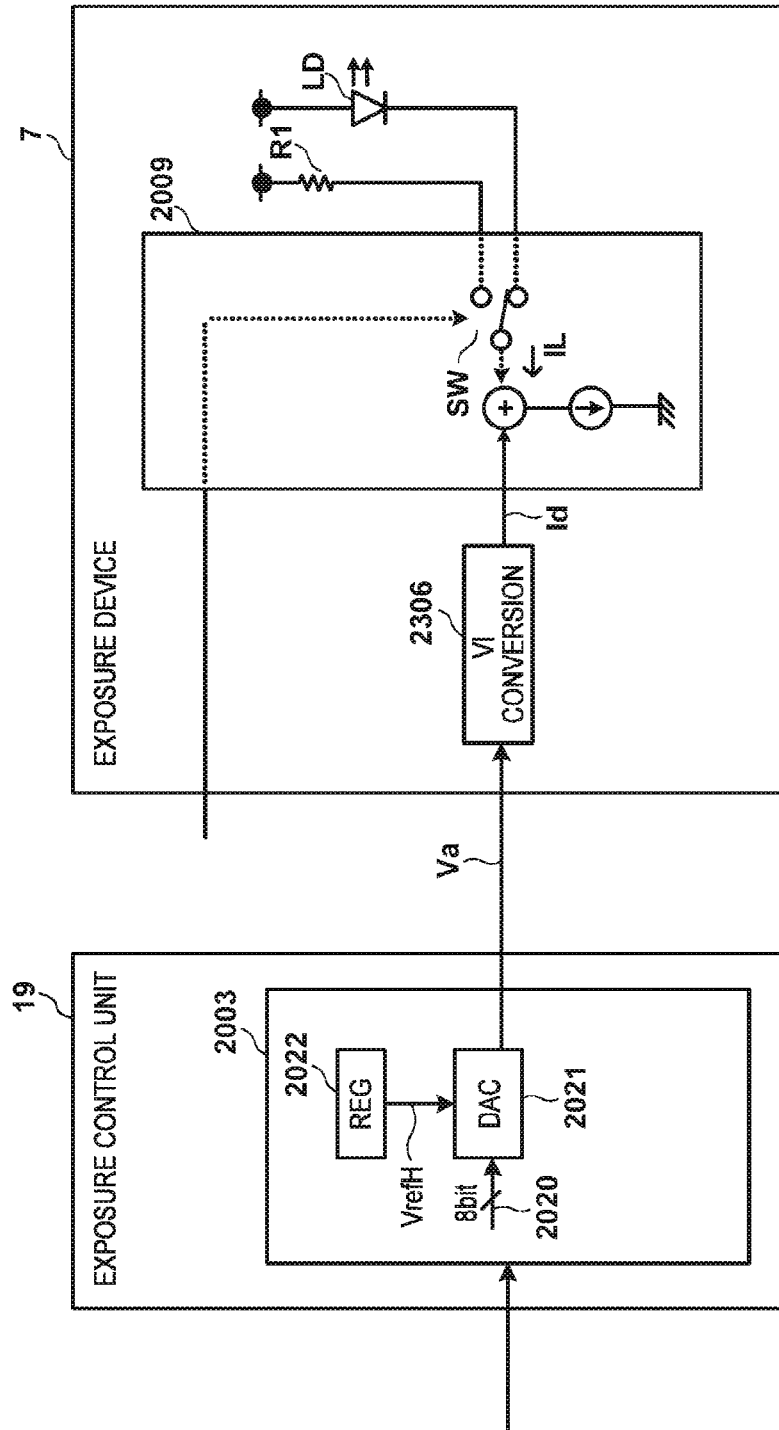 19
EXPOSURE CONTROL UNIT
2003
2022
REG
VrefH
8bit
DAC
2020
2021
Va
7
EXPOSURE DEVICE
2306
VI
CONVERSION
Id
2009
SW
IL
R1
LD